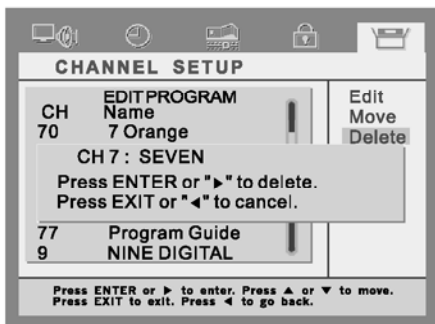 CHANNEL SETUP
EDIT PROGRAM
CH Name
70 7 Orange
CH 7 : SEVEN
Press ENTER or "►" to delete.
Press EXIT or "◄" to cancel.
77 Program Guide
9 NINE DIGITAL
Edit
Move
Delete
Press ENTER or ► to enter. Press ▲ or ▼ to move.
Press EXIT to exit. Press ◄ to go back.